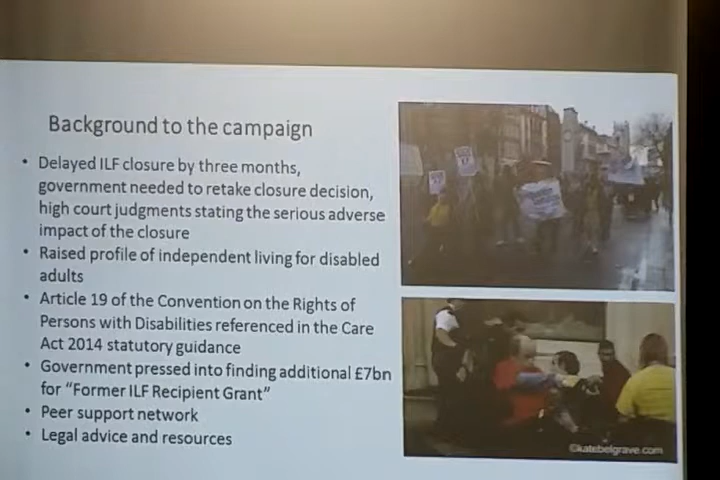 Background to the campaign
• Delayed ILF closure by three months,
government needed to retake closure decision,
high court judgments stating the serious adverse
impact of the closure
• Raised profile of independent living for disabled
adults
• Article 19 of the Convention on the Rights of
Persons with Disabilities referenced in the Care
Act 2014 statutory guidance
• Government pressed into finding additional £7bn
for "Former ILF Recipient Grant"
• Peer support network
• Legal advice and resources
©katebelgrave.com